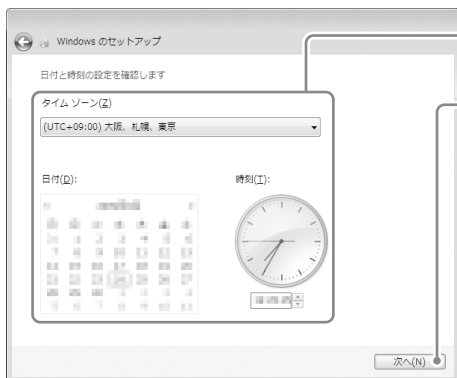 Windows のセットアップ
日付と時刻の設定を確認します
タイム ゾーン(Z)
(UTC+09:00) 大阪、札幌、東京
日付(D):
時刻(T):
次へ(N)